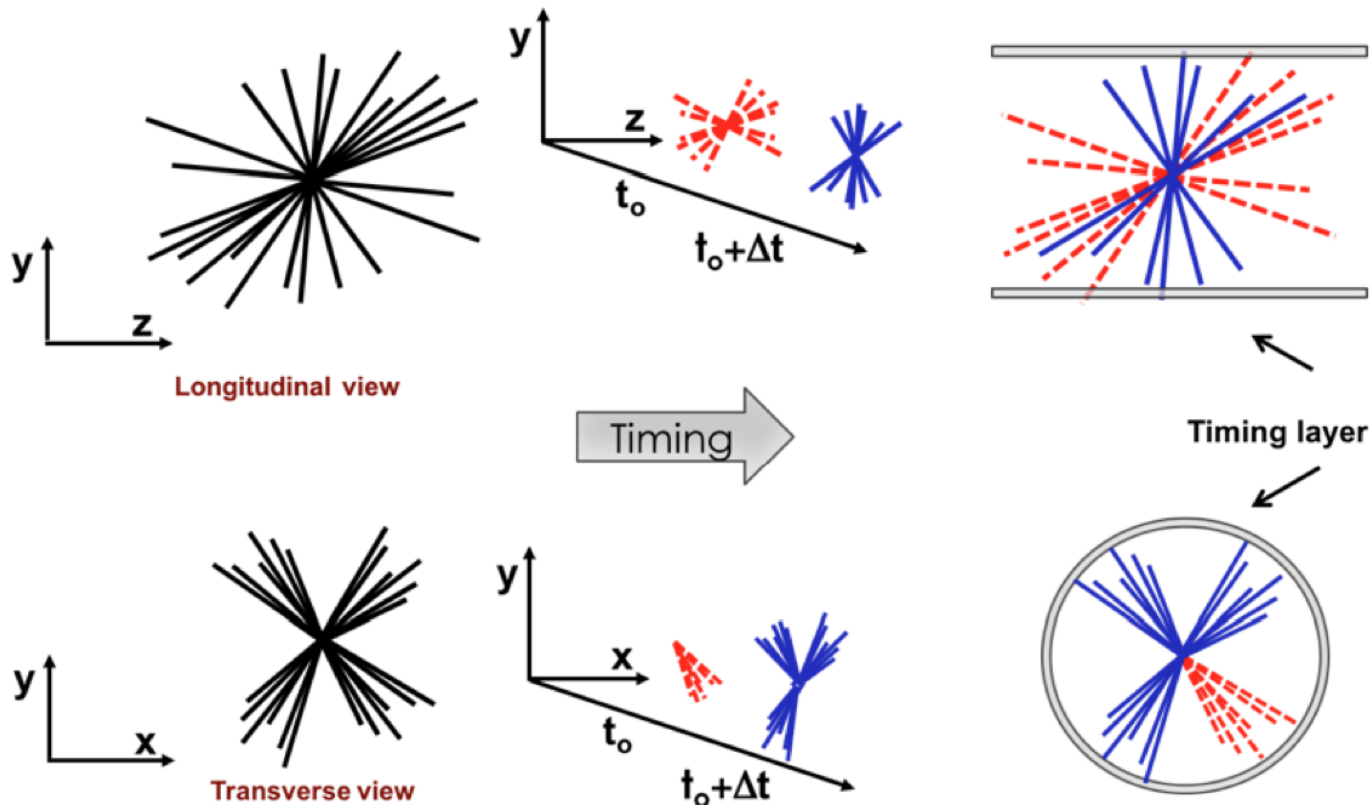 y
z
Longitudinal view
y
z
t₀
t₀+Δt
Timing
Timing layer
y
x
Transverse view
y
x
t₀
t₀+Δt